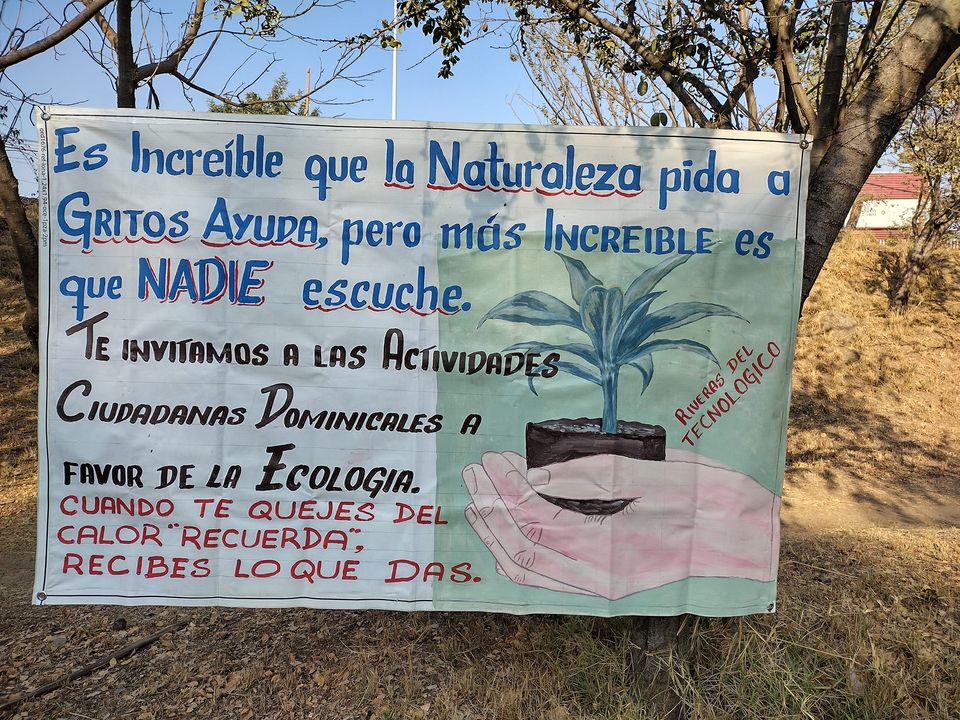 Es Increíble que la Naturaleza pida a
GRITOS AYUDA, pero más INCREIBLE es
que NADIE escuche.
TE INVITAMOS A LAS ACTIVIDADES
CIUDADANAS DOMINICALES A
FAVOR DE LA ECOLOGIA.
CUANDO TE QUEJES DEL
CALOR "RECUERDA",
RECIBES LO QUE DAS.
RIVERAS DEL
TECNOLOGICO